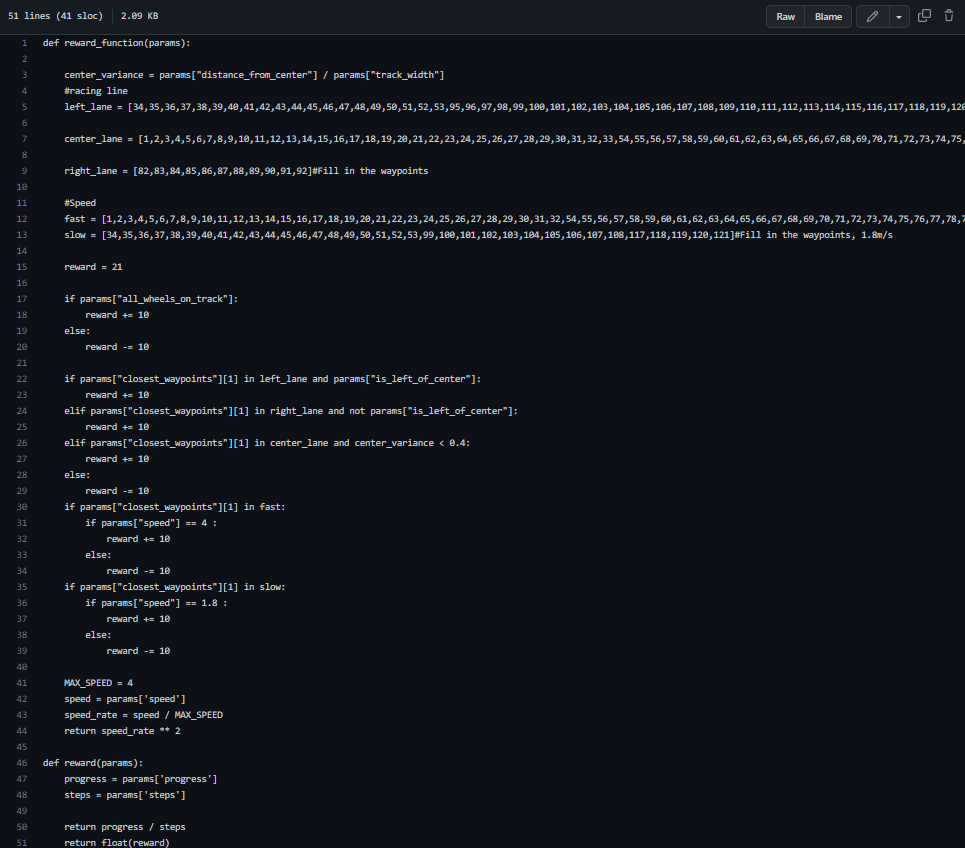 51 lines (41 sloc) 2.09 KB Raw Blame
1 def reward_function(params):
2
3 center_variance = params["distance_from_center"] / params["track_width"]
4 #racing line
5 left_lane = [34,35,36,37,38,39,40,41,42,43,44,45,46,47,48,49,50,51,52,53,95,96,97,98,99,100,101,102,103,104,105,106,107,108,109,110,111,112,113,114,115,116,117,118,119,120
6
7 center_lane = [1,2,3,4,5,6,7,8,9,10,11,12,13,14,15,16,17,18,19,20,21,22,23,24,25,26,27,28,29,30,31,32,33,54,55,56,57,58,59,60,61,62,63,64,65,66,67,68,69,70,71,72,73,74,75,
8
9 right_lane = [82,83,84,85,86,87,88,89,90,91,92]#Fill in the waypoints
10
11 #Speed
12 fast = [1,2,3,4,5,6,7,8,9,10,11,12,13,14,15,16,17,18,19,20,21,22,23,24,25,26,27,28,29,30,31,32,54,55,56,57,58,59,60,61,62,63,64,65,66,67,68,69,70,71,72,73,74,75,76,77,78,7
13 slow = [34,35,36,37,38,39,40,41,42,43,44,45,46,47,48,49,50,51,52,53,99,100,101,102,103,104,105,106,107,108,117,118,119,120,121]#Fill in the waypoints, 1.8m/s
14
15 reward = 21
16
17 if params["all_wheels_on_track"]:
18 reward += 10
19 else:
20 reward -= 10
21
22 if params["closest_waypoints"][1] in left_lane and params["is_left_of_center"]:
23 reward += 10
24 elif params["closest_waypoints"][1] in right_lane and not params["is_left_of_center"]:
25 reward += 10
26 elif params["closest_waypoints"][1] in center_lane and center_variance < 0.4:
27 reward += 10
28 else:
29 reward -= 10
30 if params["closest_waypoints"][1] in fast:
31 if params["speed"] == 4 :
32 reward += 10
33 else:
34 reward -= 10
35 if params["closest_waypoints"][1] in slow:
36 if params["speed"] == 1.8 :
37 reward += 10
38 else:
39 reward -= 10
40
41 MAX_SPEED = 4
42 speed = params['speed']
43 speed_rate = speed / MAX_SPEED
44 return speed_rate ** 2
45
46 def reward(params):
47 progress = params['progress']
48 steps = params['steps']
49
50 return progress / steps
51 return float(reward)